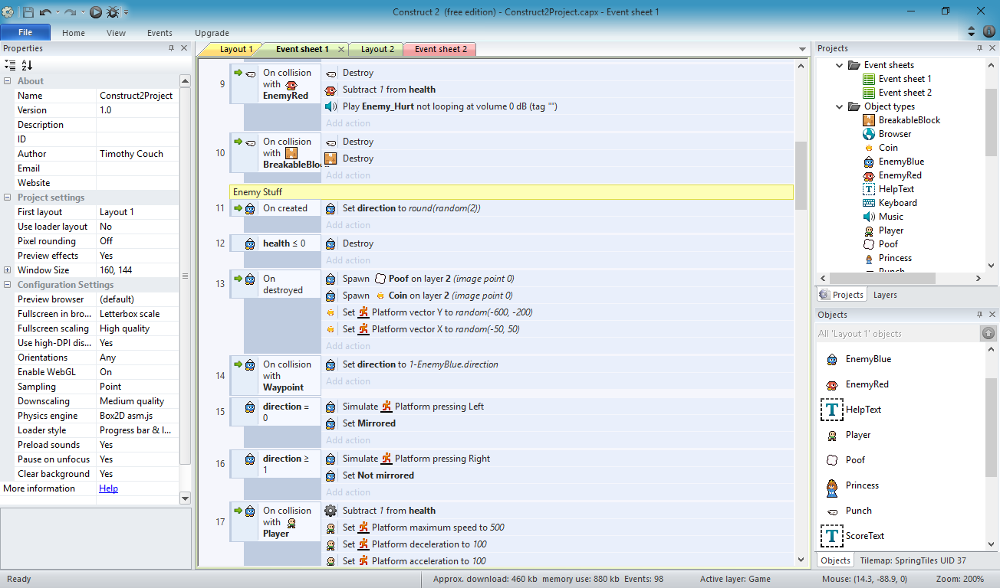 Construct 2 (free edition) - Construct2Project.capx - Event sheet 1
File Home View Events Upgrade
Properties
About
Name Construct2Project
Version 1.0
Description
ID
Author Timothy Couch
Email
Website
Project settings
First layout Layout 1
Use loader layout No
Pixel rounding Off
Preview effects Yes
Window Size 160, 144
Configuration Settings
Preview browser (default)
Fullscreen in bro... Letterbox scale
Fullscreen scaling High quality
Use high-DPI dis... Yes
Orientations Any
Enable WebGL On
Sampling Point
Downscaling Medium quality
Physics engine Box2D asm.js
Loader style Progress bar & l...
Preload sounds Yes
Pause on unfocus Yes
Clear background Yes
More information Help
Layout 1 Event sheet 1 Layout 2 Event sheet 2
9
On collision
with
EnemyRed
Destroy
Subtract 1 from health
Play Enemy_Hurt not looping at volume 0 dB (tag "")
Add action
10
On collision
with
BreakableBloc
Destroy
Destroy
Add action
Enemy Stuff
11 On created Set direction to round(random(2))
Add action
12 health ≤ 0 Destroy
Add action
13
On
destroyed
Spawn Poof on layer 2 (image point 0)
Spawn Coin on layer 2 (image point 0)
Set Platform vector Y to random(-600, -200)
Set Platform vector X to random(-50, 50)
Add action
14
On collision
with
Waypoint
Set direction to 1-EnemyBlue.direction
Add action
15
direction =
0
Simulate Platform pressing Left
Set Mirrored
Add action
16
direction ≥
1
Simulate Platform pressing Right
Set Not mirrored
Add action
17
On collision
with
Player
Subtract 1 from health
Set Platform maximum speed to 500
Set Platform deceleration to 100
Set Platform acceleration to 100
Projects
Event sheets
Event sheet 1
Event sheet 2
Object types
BreakableBlock
Browser
Coin
EnemyBlue
EnemyRed
HelpText
Keyboard
Music
Player
Poof
Princess
Punch
Projects Layers
Objects
All 'Layout 1' objects
EnemyBlue
EnemyRed
T HelpText
Player
Poof
Princess
Punch
T ScoreText
Objects Tilemap: SpringTiles UID 37
Ready Approx. download: 460 kb memory use: 880 kb Events: 98 Active layer: Game Mouse: (14.3, -88.9, 0) Zoom: 200%